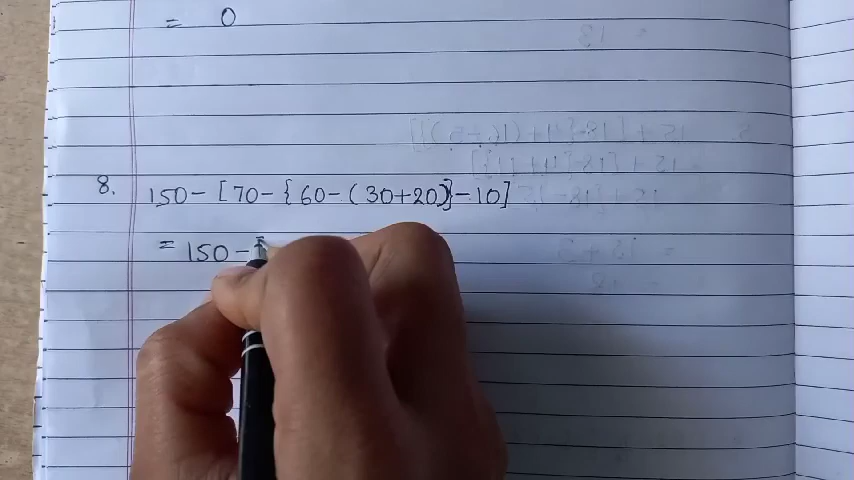 = 0
8. 150 - [70 - {60 - (30+20)} - 10]
= 150 - [